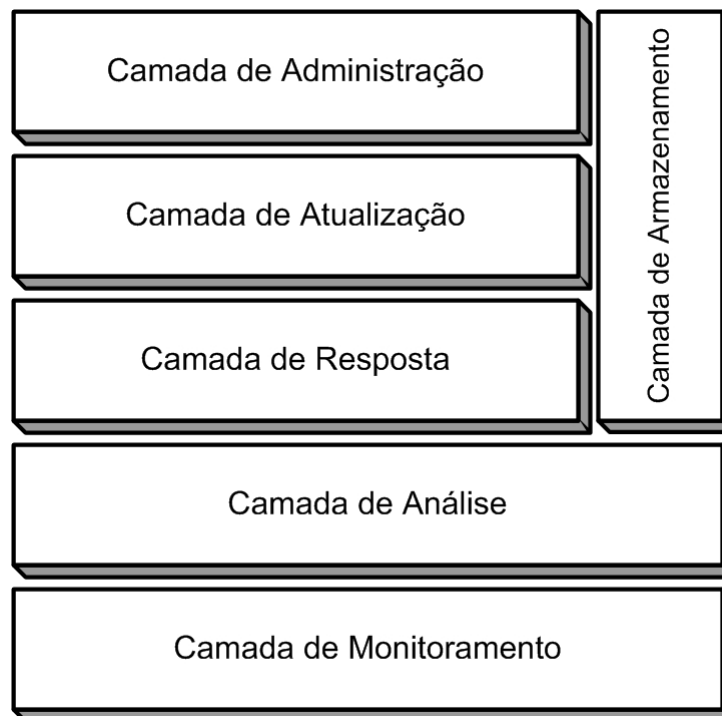 Camada de Administração
Camada de Armazenamento
Camada de Atualização
Camada de Resposta
Camada de Análise
Camada de Monitoramento